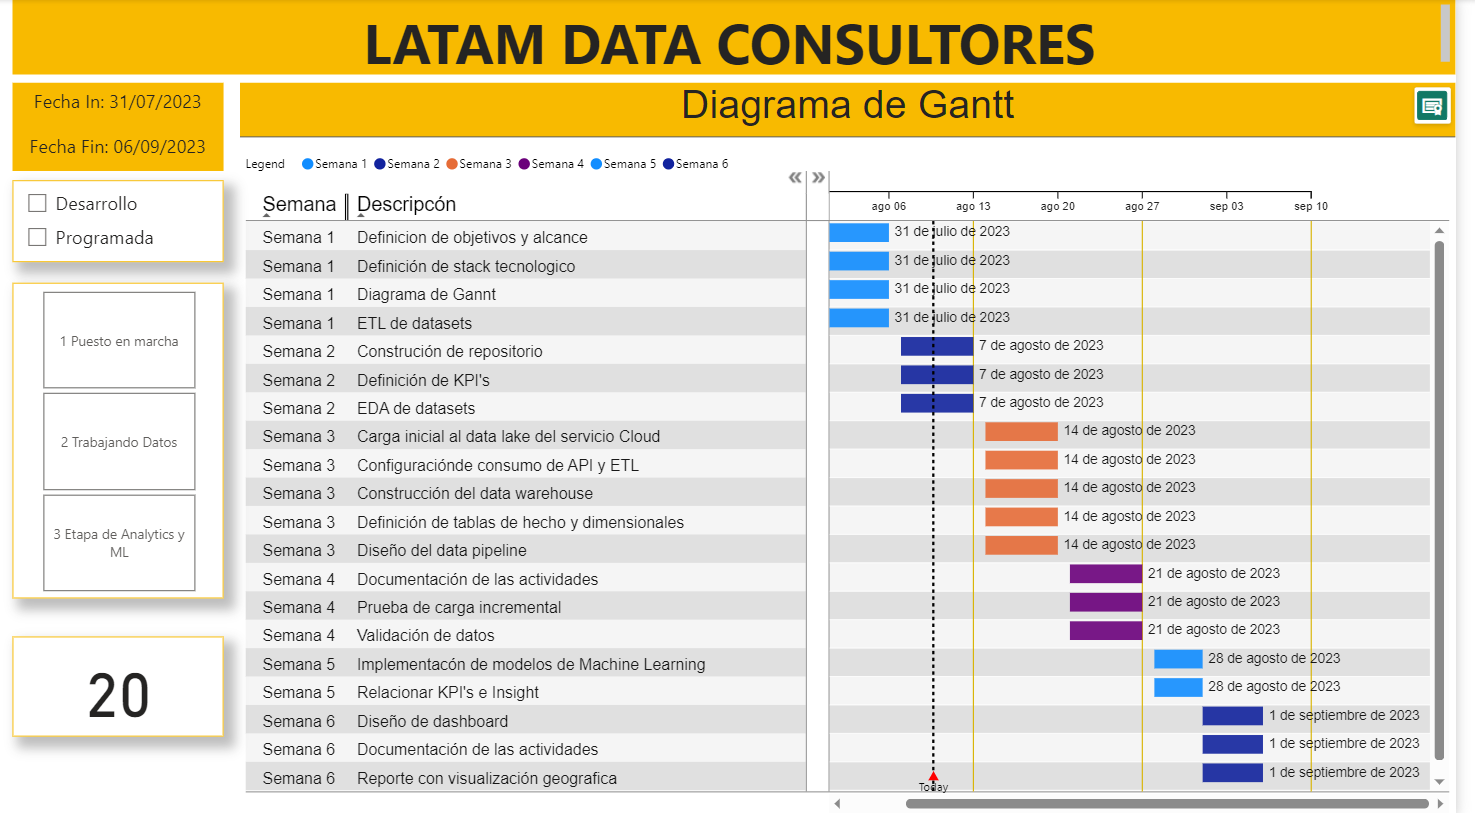 LATAM DATA CONSULTORES
Fecha In: 31/07/2023
Fecha Fin: 06/09/2023
Diagrama de Gantt
Desarrollo
Programada
1 Puesto en marcha
2 Trabajando Datos
3 Etapa de Analytics y
ML
20
Legend Semana 1 Semana 2 Semana 3 Semana 4 Semana 5 Semana 6
Semana Descripcón
ago 06 ago 13 ago 20 ago 27 sep 03 sep 10
Semana 1 Definicion de objetivos y alcance 31 de julio de 2023
Semana 1 Definición de stack tecnologico 31 de julio de 2023
Semana 1 Diagrama de Gannt 31 de julio de 2023
Semana 1 ETL de datasets 31 de julio de 2023
Semana 2 Construción de repositorio 7 de agosto de 2023
Semana 2 Definición de KPI's 7 de agosto de 2023
Semana 2 EDA de datasets 7 de agosto de 2023
Semana 3 Carga inicial al data lake del servicio Cloud 14 de agosto de 2023
Semana 3 Configuraciónde consumo de API y ETL 14 de agosto de 2023
Semana 3 Construcción del data warehouse 14 de agosto de 2023
Semana 3 Definición de tablas de hecho y dimensionales 14 de agosto de 2023
Semana 3 Diseño del data pipeline 14 de agosto de 2023
Semana 4 Documentación de las actividades 21 de agosto de 2023
Semana 4 Prueba de carga incremental 21 de agosto de 2023
Semana 4 Validación de datos 21 de agosto de 2023
Semana 5 Implementacón de modelos de Machine Learning 28 de agosto de 2023
Semana 5 Relacionar KPI's e Insight 28 de agosto de 2023
Semana 6 Diseño de dashboard 1 de septiembre de 2023
Semana 6 Documentación de las actividades 1 de septiembre de 2023
Semana 6 Reporte con visualización geografica 1 de septiembre de 2023
Today